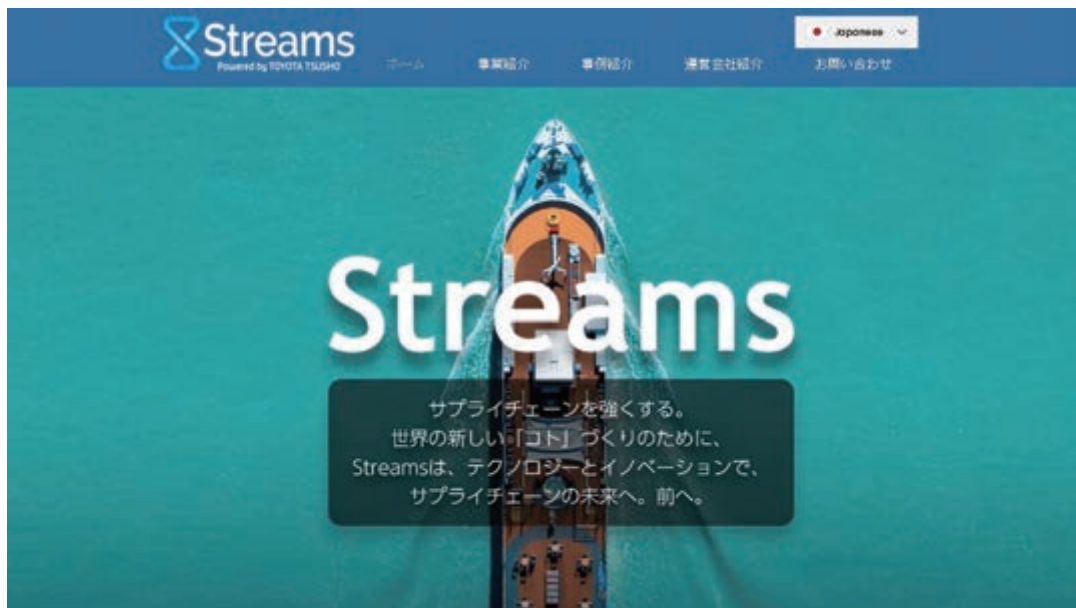 Streams
Powered by TOYOTA TSUSHO
Japanese
ホーム 事業紹介 事例紹介 運営会社紹介 お問い合わせ
Streams
サプライチェーンを強くする。
世界の新しい「コト」づくりのために、
Streamsは、テクノロジーとイノベーションで、
サプライチェーンの未来へ。前へ。